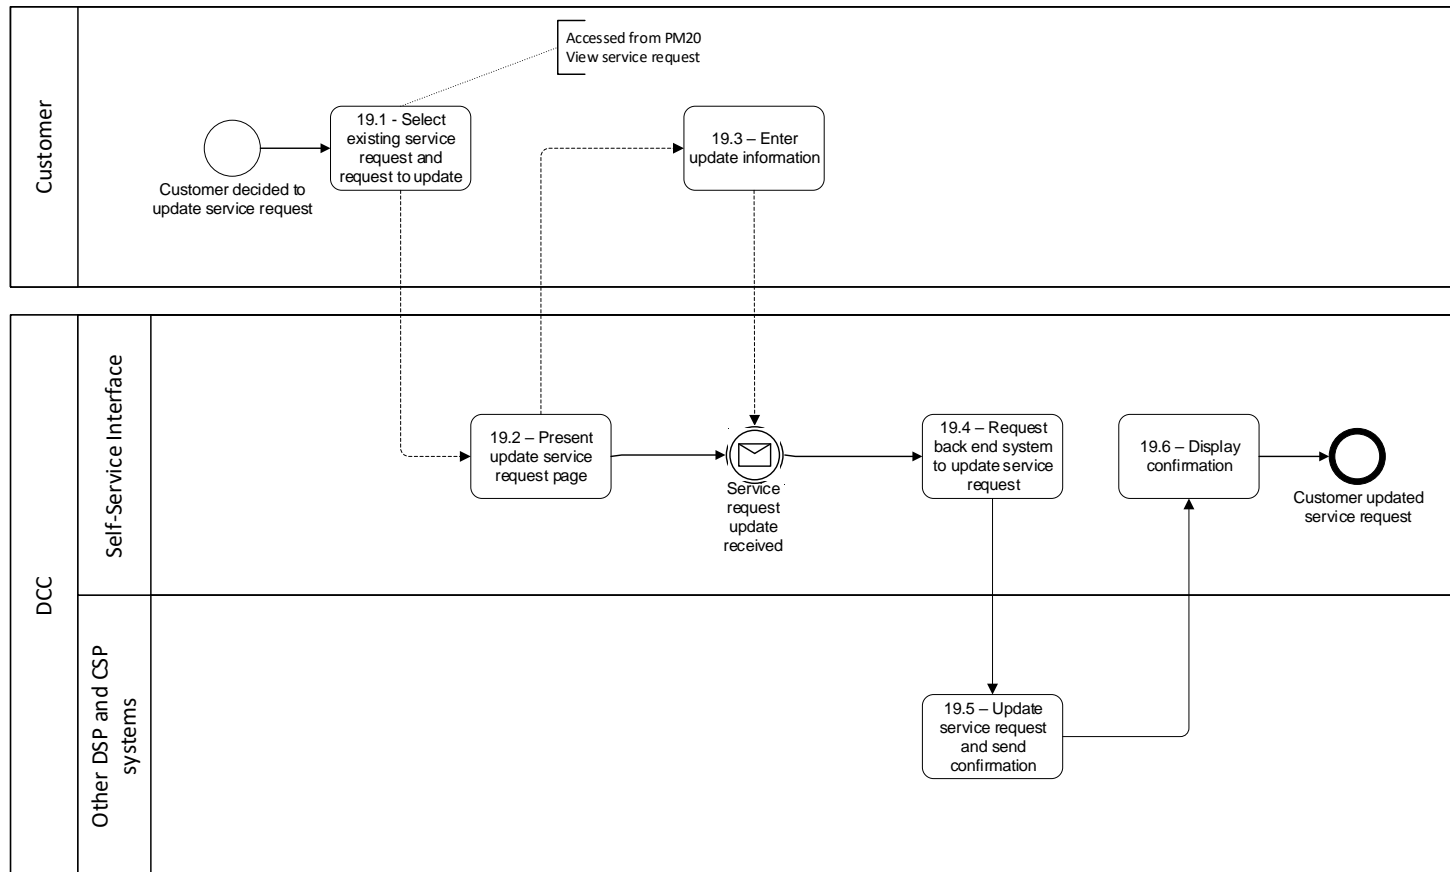 Accessed from PM20
View service request
Customer
19.1 - Select
existing service
request and
request to update
19.3 – Enter
update information
Customer decided to
update service request
DCC
Self-Service Interface
19.2 – Present
update service
request page
Service
request
update
received
19.4 – Request
back end system
to update service
request
19.6 – Display
confirmation
Customer updated
service request
Other DSP and CSP
systems
19.5 – Update
service request
and send
confirmation